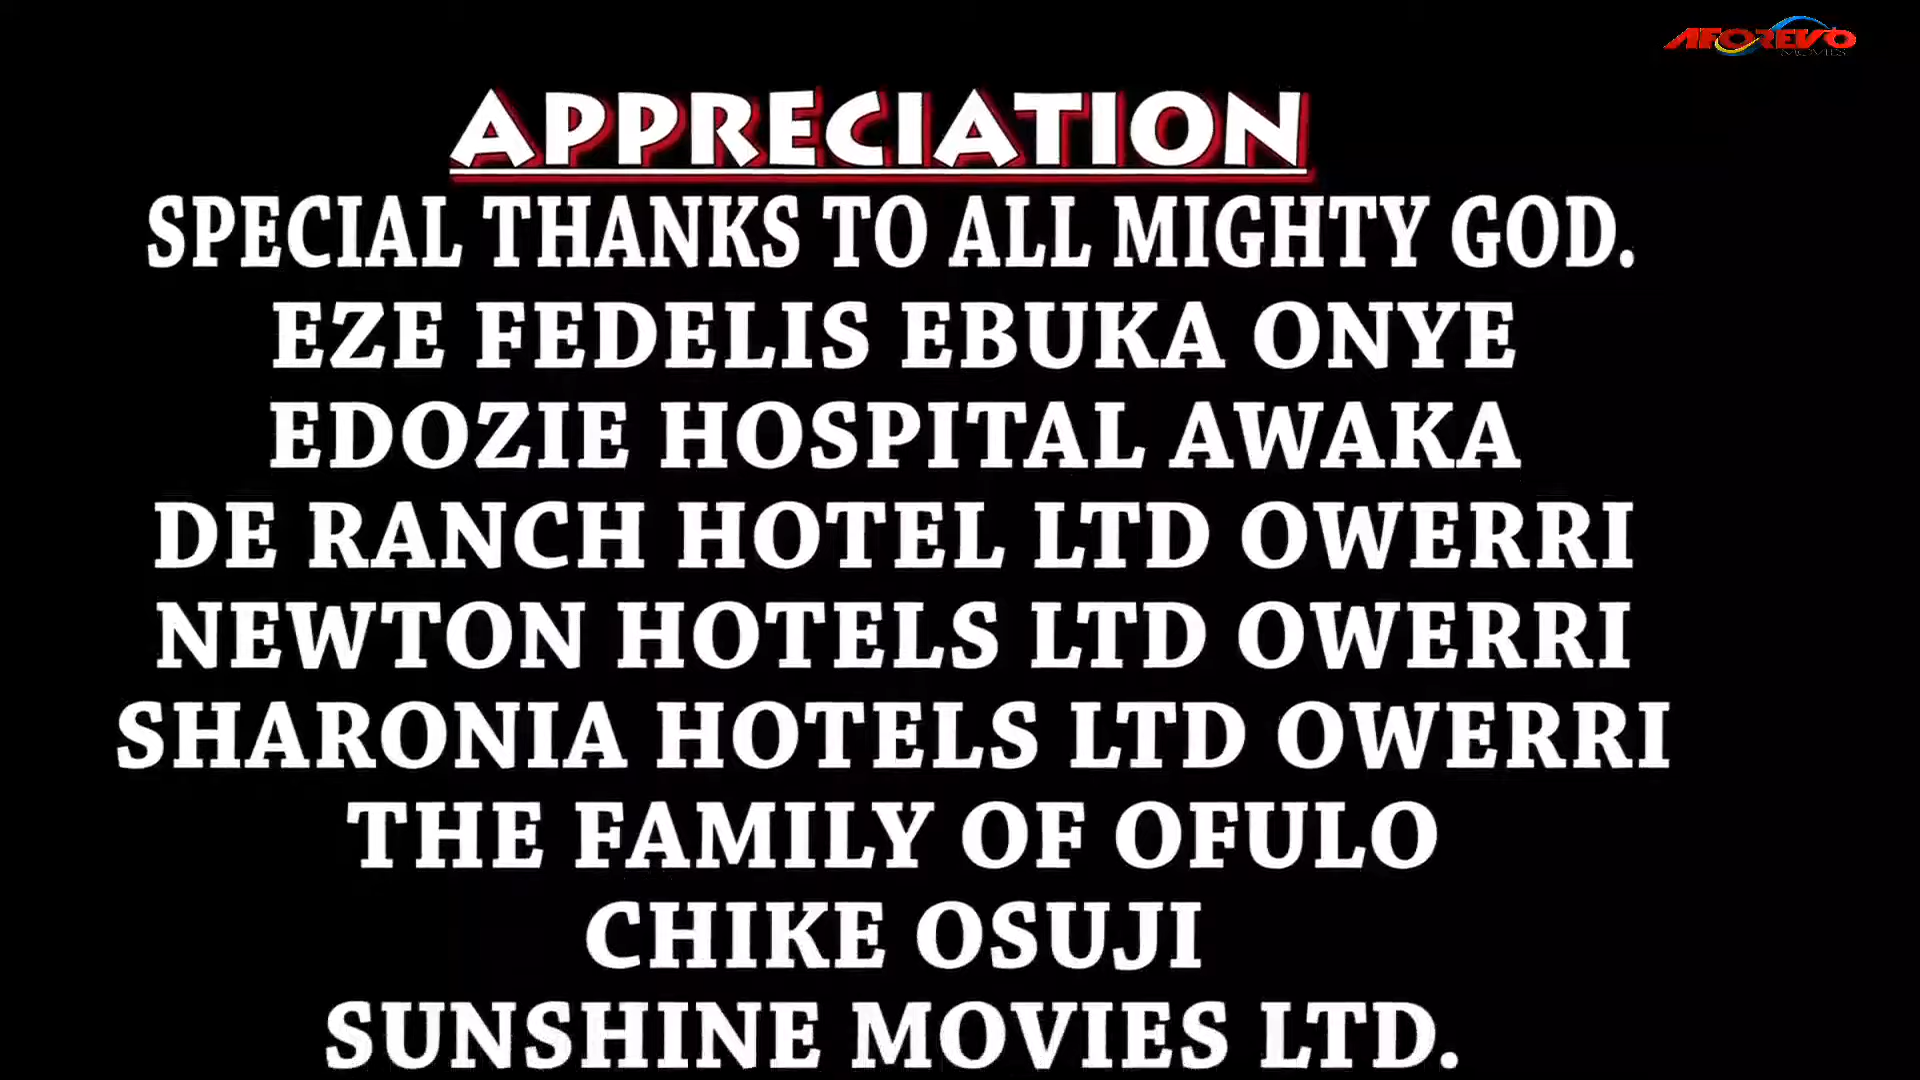 AFOREVO
MOVIES
APPRECIATION
SPECIAL THANKS TO ALL MIGHTY GOD.
EZE FEDELIS EBUKA ONYE
EDOZIE HOSPITAL AWAKA
DE RANCH HOTEL LTD OWERRI
NEWTON HOTELS LTD OWERRI
SHARONIA HOTELS LTD OWERRI
THE FAMILY OF OFULO
CHIKE OSUJI
SUNSHINE MOVIES LTD.